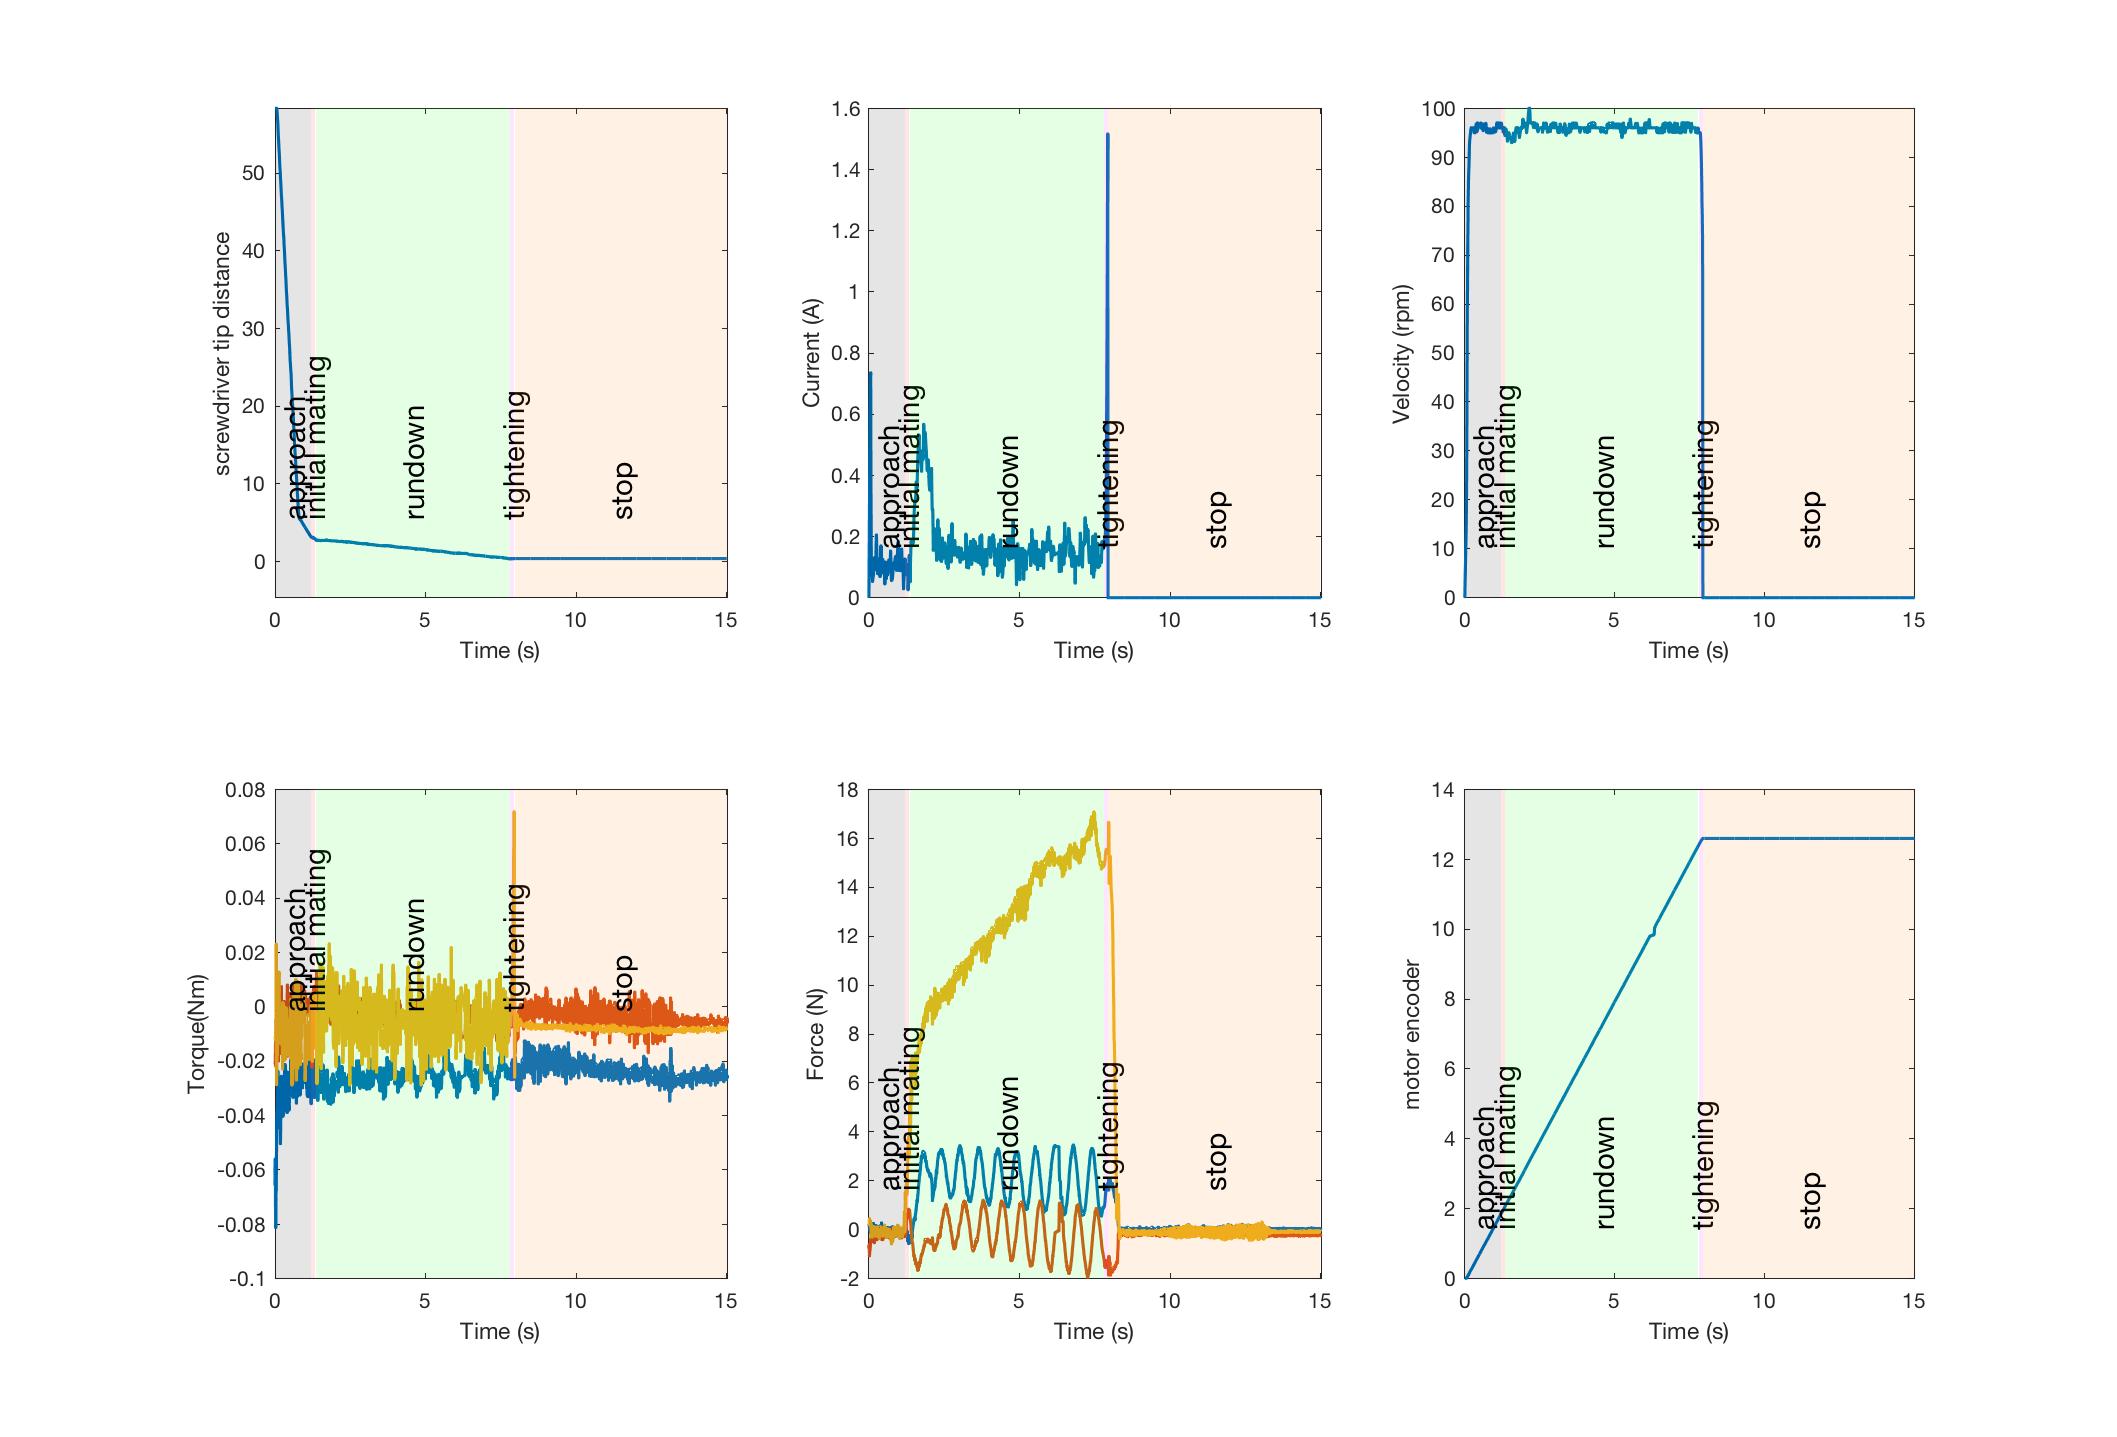 screwdriver tip distance
50
40
30
20
10
0
approach
initial mating
rundown
tightening
stop
0 5 10 15
Time (s)
Current (A)
1.6
1.4
1.2
1
0.8
0.6
0.4
0.2
0
approach
initial mating
rundown
tightening
stop
0 5 10 15
Time (s)
Velocity (rpm)
100
90
80
70
60
50
40
30
20
10
0
approach
initial mating
rundown
tightening
stop
0 5 10 15
Time (s)
Torque(Nm)
0.08
0.06
0.04
0.02
0
-0.02
-0.04
-0.06
-0.08
-0.1
approach
initial mating
rundown
tightening
stop
0 5 10 15
Time (s)
Force (N)
18
16
14
12
10
8
6
4
2
0
-2
approach
initial mating
rundown
tightening
stop
0 5 10 15
Time (s)
motor encoder
14
12
10
8
6
4
2
0
approach
initial mating
rundown
tightening
stop
0 5 10 15
Time (s)